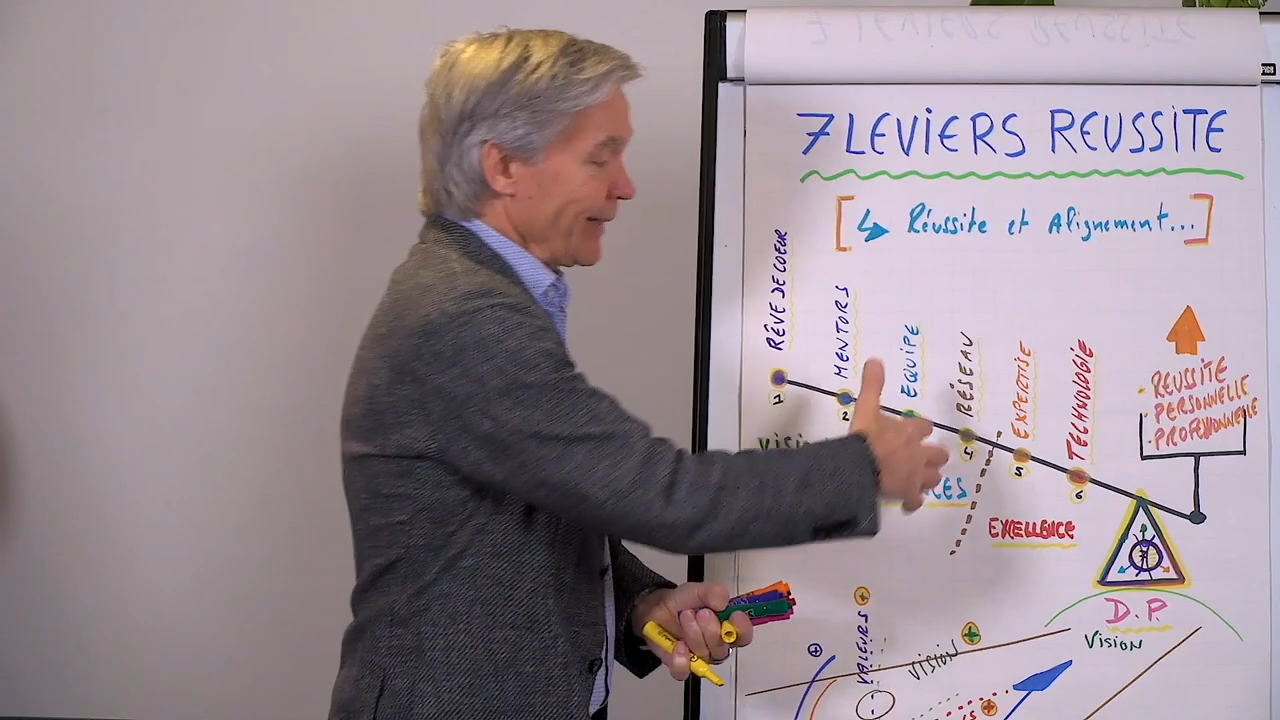 7 LEVIERS REUSSITE
[↳ Réussite et Alignement...]
RÊVE DE COEUR
MENTORS
EQUIPE
RÉSEAU
EXPERTISE
TECHNOLOGIE
- REUSSITE
- PERSONNELLE
- PROFESSIONNELLE
1
2
4
5
6
EXELLENCE
D.P.
VISION
VALEURS
VISION